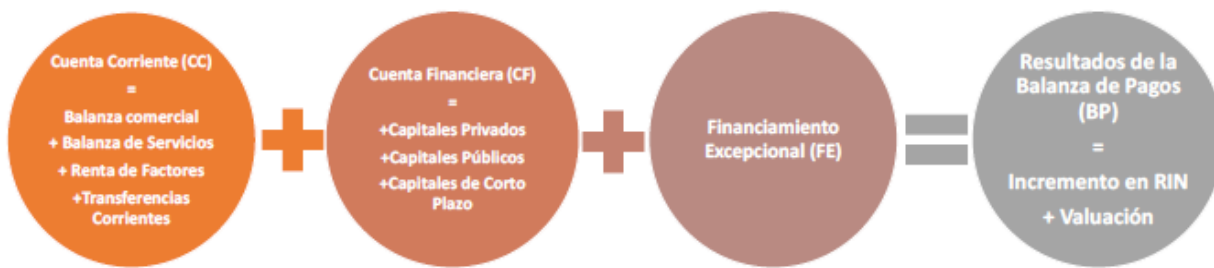 Cuenta Corriente (CC)
=
Balanza comercial
+ Balanza de Servicios
+ Renta de Factores
+Transferencias
Corrientes
+
Cuenta Financiera (CF)
=
+Capitales Privados
+Capitales Públicos
+Capitales de Corto
Plazo
+
Financiamiento
Excepcional (FE)
=
Resultados de la
Balanza de Pagos
(BP)
=
Incremento en RIN
+ Valuación